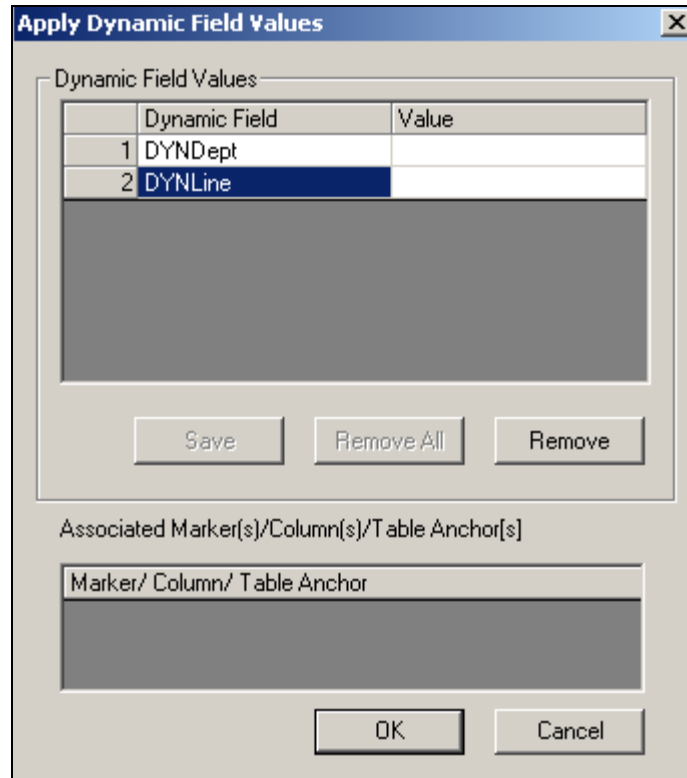 Apply Dynamic Field Values
Dynamic Field Values
Dynamic Field Value
1 DYNDept
2 DYNLine
Save Remove All Remove
Associated Marker(s)/Column(s)/Table Anchor[s]
Marker/ Column/ Table Anchor
OK Cancel